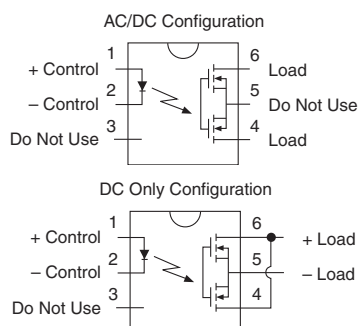 AC/DC Configuration
1 6
+ Control Load
2 5
– Control Do Not Use
3 4
Do Not Use Load
DC Only Configuration
1 6
+ Control + Load
2 5
– Control – Load
3 4
Do Not Use